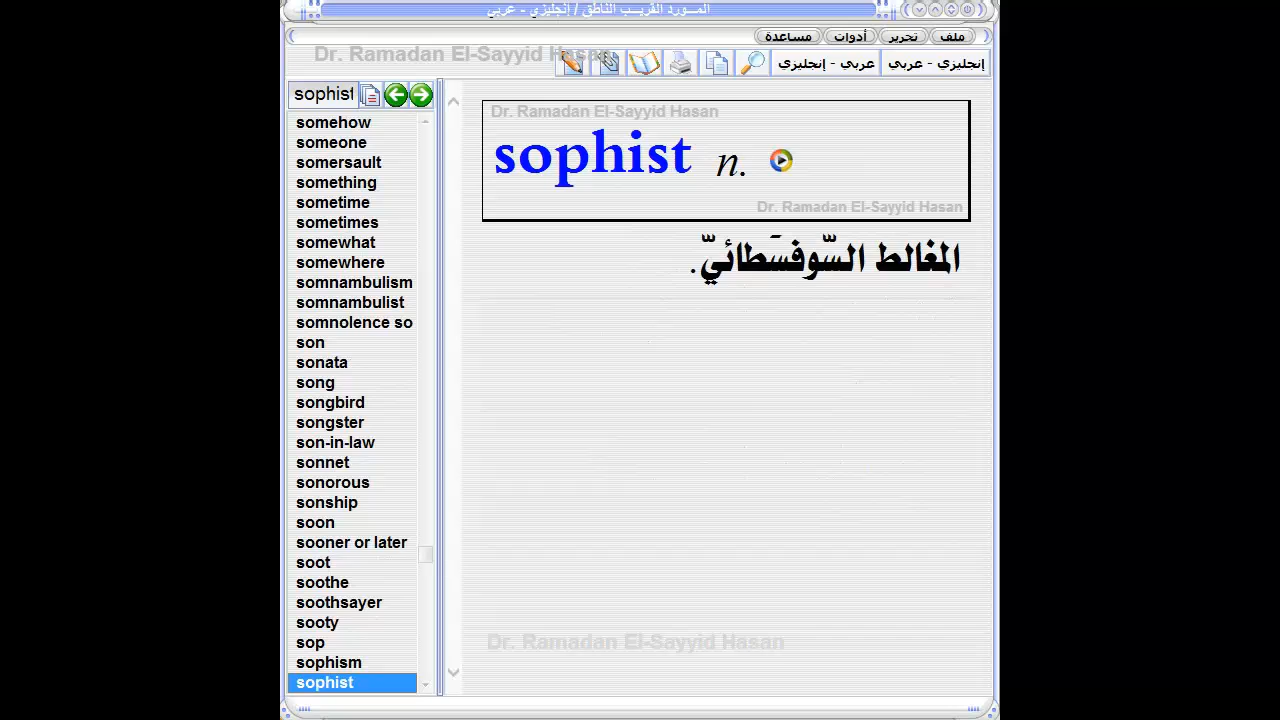 المـــورد القريـــب الناطق / إنجليزي - عربي
ملف تحرير أدوات مساعدة
Dr. Ramadan El-Sayyid Hasan
إنجليزي - عربي عربي - إنجليزي
sophist
somehow
someone
somersault
something
sometime
sometimes
somewhat
somewhere
somnambulism
somnambulist
somnolence so
son
sonata
song
songbird
songster
son-in-law
sonnet
sonorous
sonship
soon
sooner or later
soot
soothe
soothsayer
sooty
sop
sophism
sophist
Dr. Ramadan El-Sayyid Hasan
sophist n.
Dr. Ramadan El-Sayyid Hasan
المغالط السّوفسَطائيّ.
Dr. Ramadan El-Sayyid Hasan